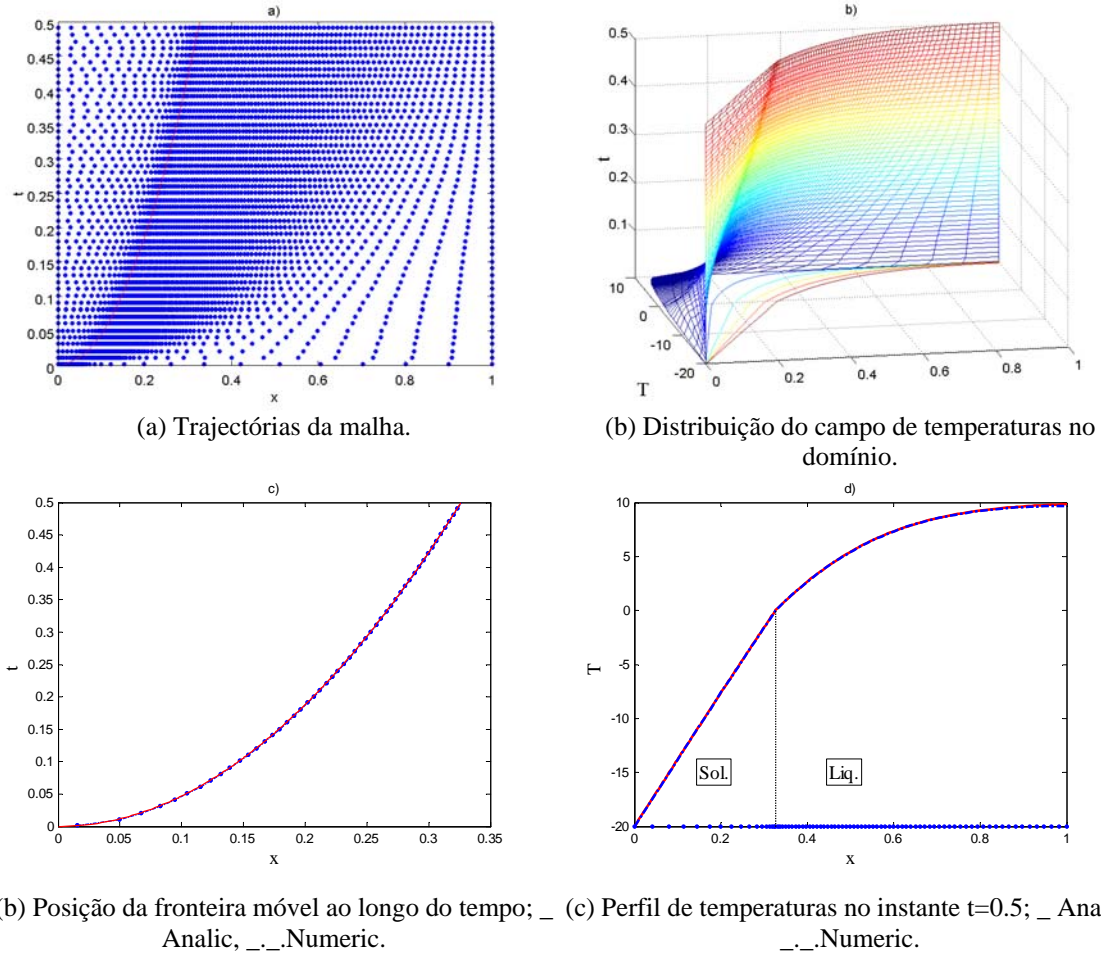 a)
0.5
0.45
0.4
0.35
0.3
0.25
0.2
0.15
0.1
0.05
0
t
0 0.2 0.4 0.6 0.8 1
x
(a) Trajectórias da malha.
b)
0.5
0.4
0.3
0.2
0.1
t
10
0
-10
-20
T
0 0.2 0.4 0.6 0.8 1
(b) Distribuição do campo de temperaturas no
domínio.
c)
0.5
0.45
0.4
0.35
0.3
0.25
0.2
0.15
0.1
0.05
0
t
0 0.05 0.1 0.15 0.2 0.25 0.3 0.35
x
(b) Posição da fronteira móvel ao longo do tempo; _
Analic, _._.Numeric.
d)
10
5
0
-5
-10
-15
-20
T
Sol.
Liq.
0 0.2 0.4 0.6 0.8 1
x
(c) Perfil de temperaturas no instante t=0.5; _ Ana
_._.Numeric.